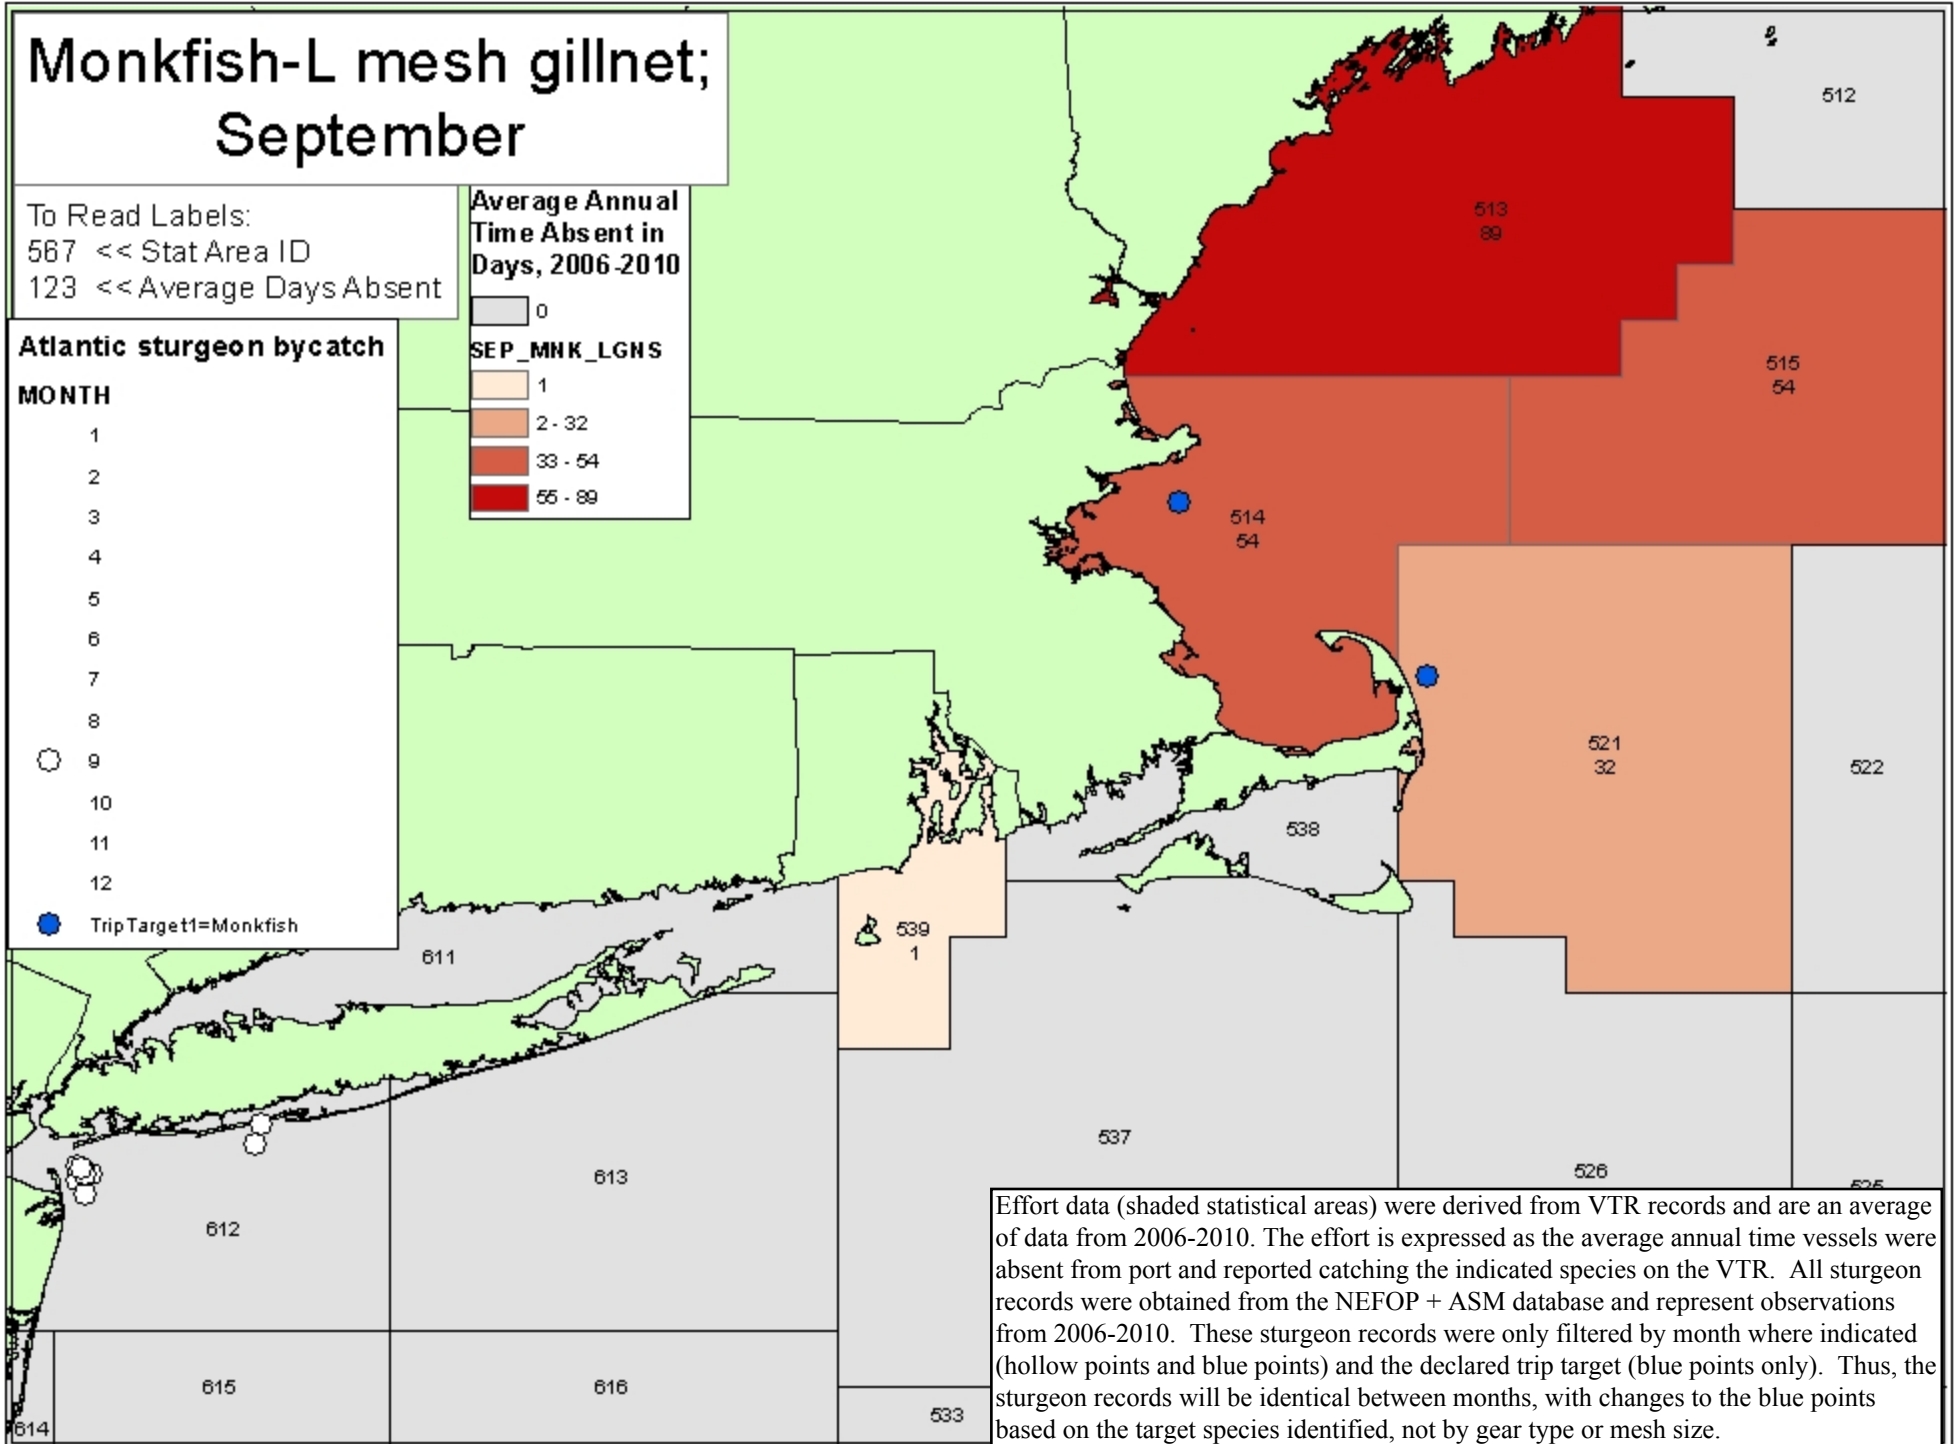 Monkfish-L mesh gillnet;
September
To Read Labels:
567 << Stat Area ID
123 << Average Days Absent
Average Annual
Time Absent in
Days, 2006-2010
0
SEP_MNK_LGNS
1
2 - 32
33 - 54
55 - 89
Atlantic sturgeon bycatch
MONTH
1
2
3
4
5
6
7
8
9
10
11
12
TripTarget1=Monkfish
512
513
89
515
54
514
54
521
32
522
538
539
1
611
537
526
525
613
612
615
616
614
533
Effort data (shaded statistical areas) were derived from VTR records and are an average
of data from 2006-2010. The effort is expressed as the average annual time vessels were
absent from port and reported catching the indicated species on the VTR.  All sturgeon
records were obtained from the NEFOP + ASM database and represent observations
from 2006-2010.  These sturgeon records were only filtered by month where indicated
(hollow points and blue points) and the declared trip target (blue points only).  Thus, the
sturgeon records will be identical between months, with changes to the blue points
based on the target species identified, not by gear type or mesh size.